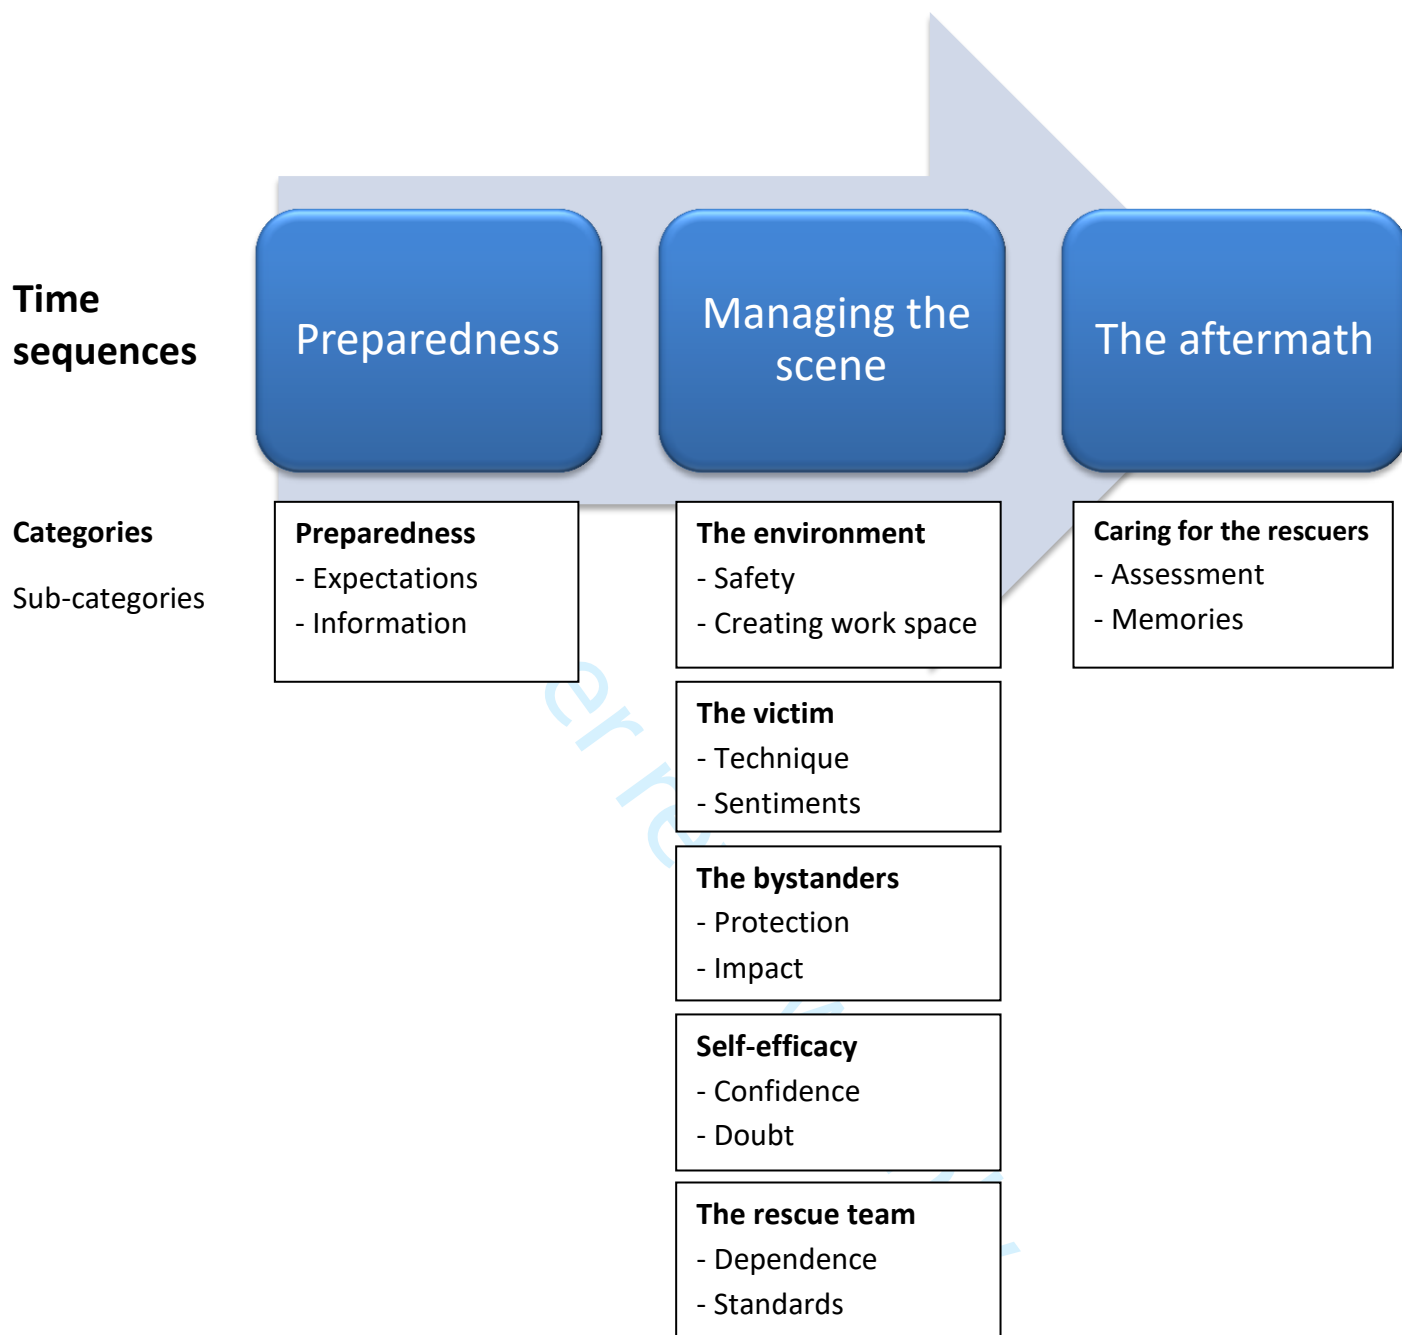 Time
sequences
Preparedness
Managing the
scene
The aftermath
Categories
Sub-categories
Preparedness
- Expectations
- Information
The environment
- Safety
- Creating work space
The victim
- Technique
- Sentiments
The bystanders
- Protection
- Impact
Self-efficacy
- Confidence
- Doubt
The rescue team
- Dependence
- Standards
Caring for the rescuers
- Assessment
- Memories